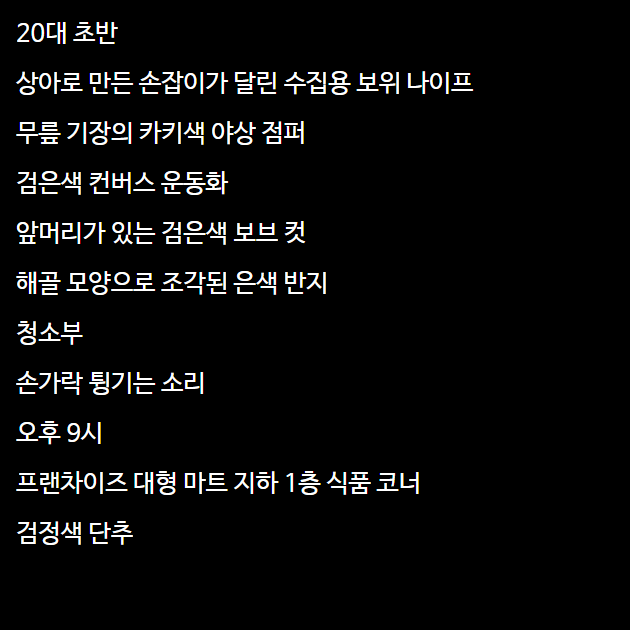 20대 초반
상아로 만든 손잡이가 달린 수집용 보위 나이프
무릎 기장의 카키색 야상 점퍼
검은색 컨버스 운동화
앞머리가 있는 검은색 보브 컷
해골 모양으로 조각된 은색 반지
청소부
손가락 튕기는 소리
오후 9시
프랜차이즈 대형 마트 지하 1층 식품 코너
검정색 단추